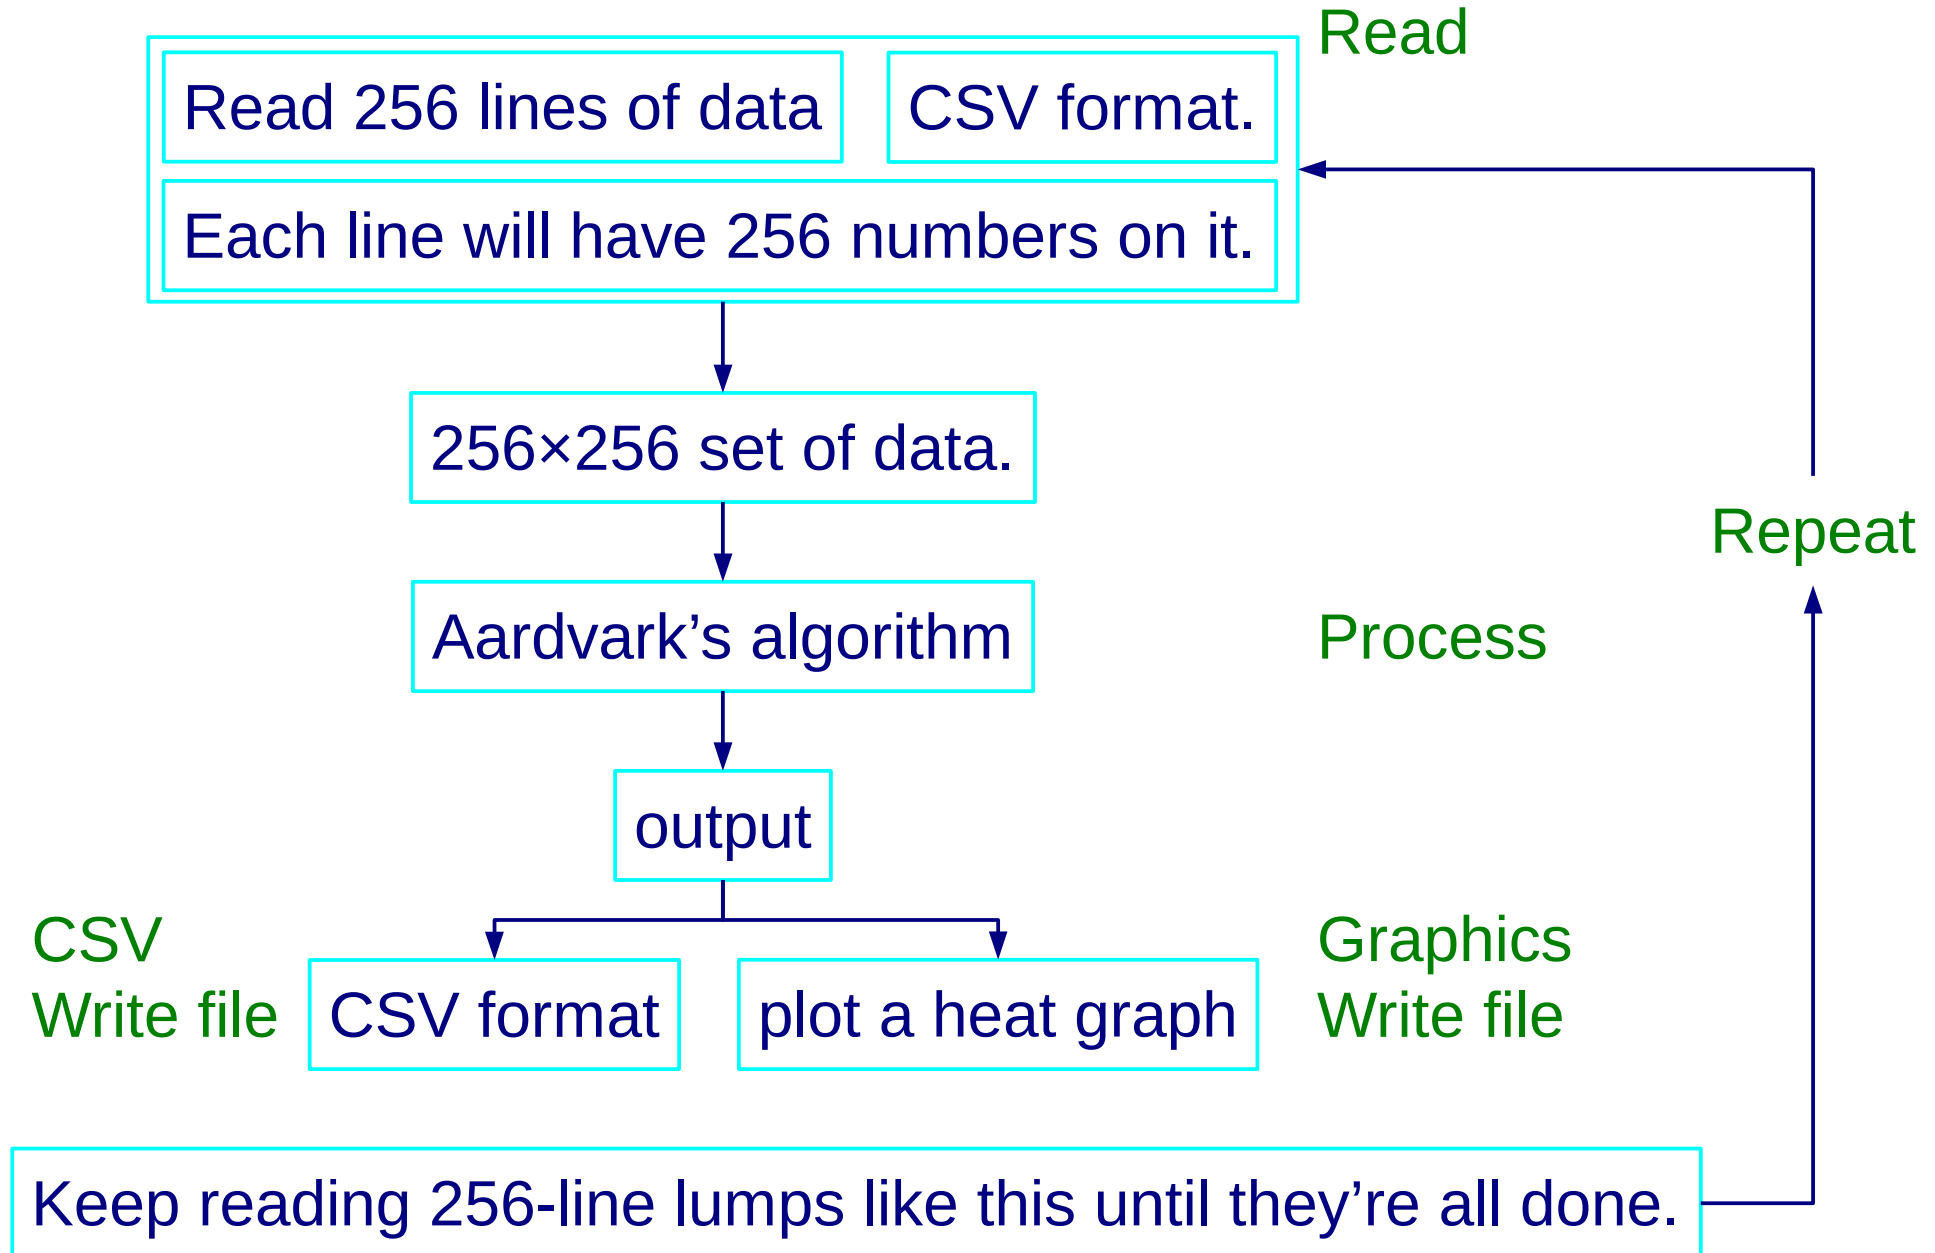 Read
Read 256 lines of data
CSV format.
Each line will have 256 numbers on it.
256×256 set of data.
Repeat
Aardvark’s algorithm
Process
output
CSV
Write file
CSV format
plot a heat graph
Graphics
Write file
Keep reading 256-line lumps like this until they’re all done.